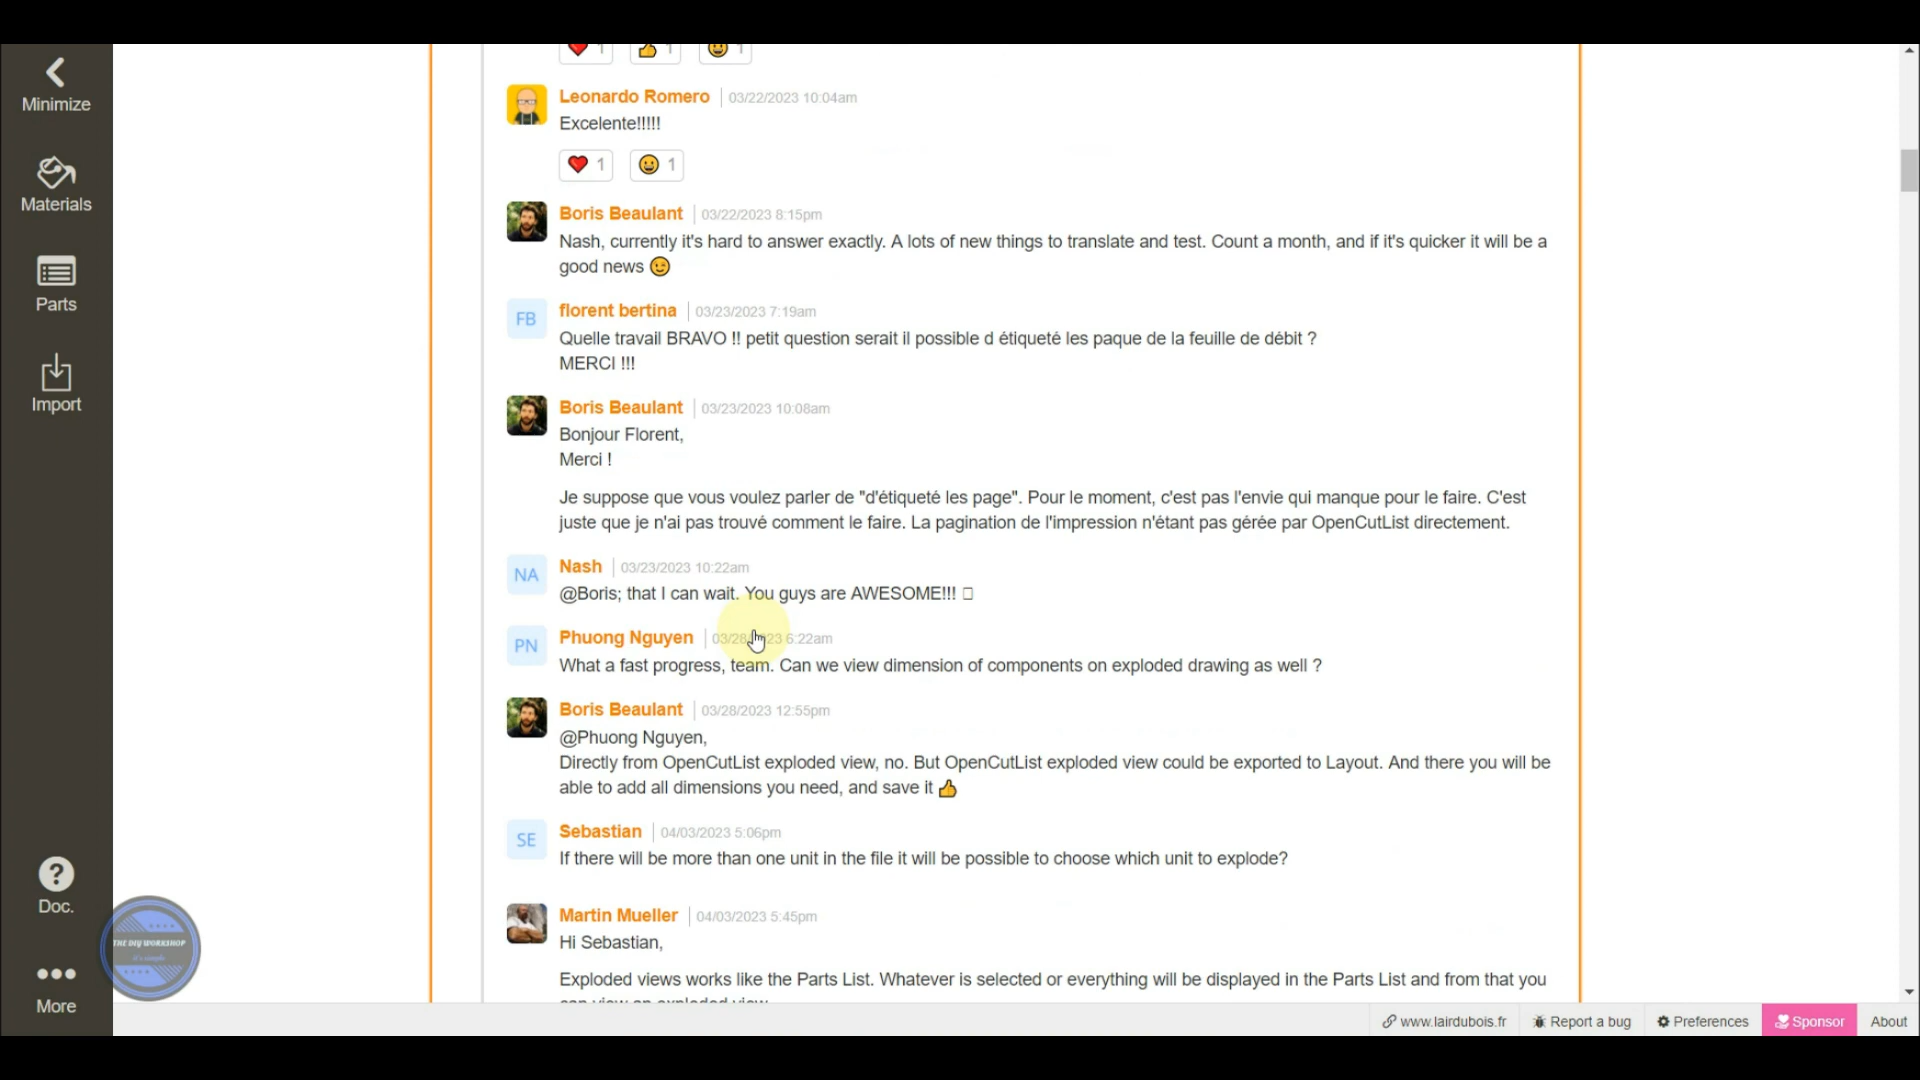 Minimize
Materials
Parts
Import
Doc.
More
1
1
1
Leonardo Romero
03/22/2023 10:04am
Excelente!!!!!
1
1
Boris Beaulant
03/22/2023 8:15pm
Nash, currently it's hard to answer exactly. A lots of new things to translate and test. Count a month, and if it's quicker it will be a
good news
FB
florent bertina
03/23/2023 7:19am
Quelle travail BRAVO !! petit question serait il possible d étiqueté les paque de la feuille de débit ?
MERCI !!!
Boris Beaulant
03/23/2023 10:08am
Bonjour Florent,
Merci !
Je suppose que vous voulez parler de "d'étiqueté les page". Pour le moment, c'est pas l'envie qui manque pour le faire. C'est
juste que je n'ai pas trouvé comment le faire. La pagination de l'impression n'étant pas gérée par OpenCutList directement.
NA
Nash
03/23/2023 10:22am
@Boris; that I can wait. You guys are AWESOME!!!
PN
Phuong Nguyen
6:22am
What a fast progress, team. Can we view dimension of components on exploded drawing as well ?
Boris Beaulant
03/28/2023 12:55pm
@Phuong Nguyen,
Directly from OpenCutList exploded view, no. But OpenCutList exploded view could be exported to Layout. And there you will be
able to add all dimensions you need, and save it
SE
Sebastian
04/03/2023 5:06pm
If there will be more than one unit in the file it will be possible to choose which unit to explode?
Martin Mueller
04/03/2023 5:45pm
Hi Sebastian,
Exploded views works like the Parts List. Whatever is selected or everything will be displayed in the Parts List and from that you
THE DIY WORKSHOP
it's simple
www.lairdubois.fr
Report a bug
Preferences
Sponsor
About